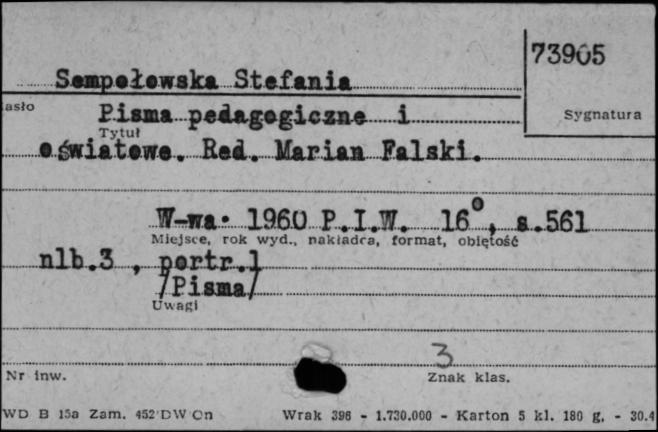 73905
Sempołowska Stefania
asło
Sygnatura
Pisma pedagogiczne i
Tytuł
oświatowe. Red. Marian Falski.
W-wa. 1960 P.I.W. 16°, s.561
Miejsce, rok wyd., nakładca, format, objętość
nlb.3 , portr.1
/Pisma/
Uwagi
3
Nr inw.
Znak klas.
WD B 15a Zam. 452 DW Cn Wrak 396 - 1.730.000 - Karton 5 kl. 180 g. - 30.4